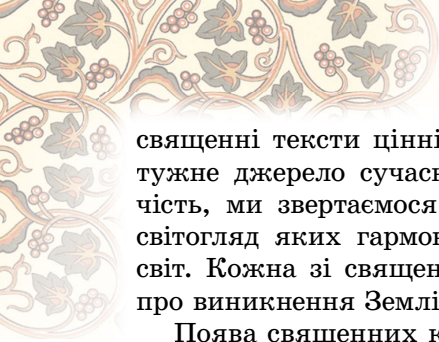 священні тексти цінні
тужне джерело сучасн
чість, ми звертаємося
світогляд яких гармон
світ. Кожна зі священ
про виникнення Землі
Поява священних к